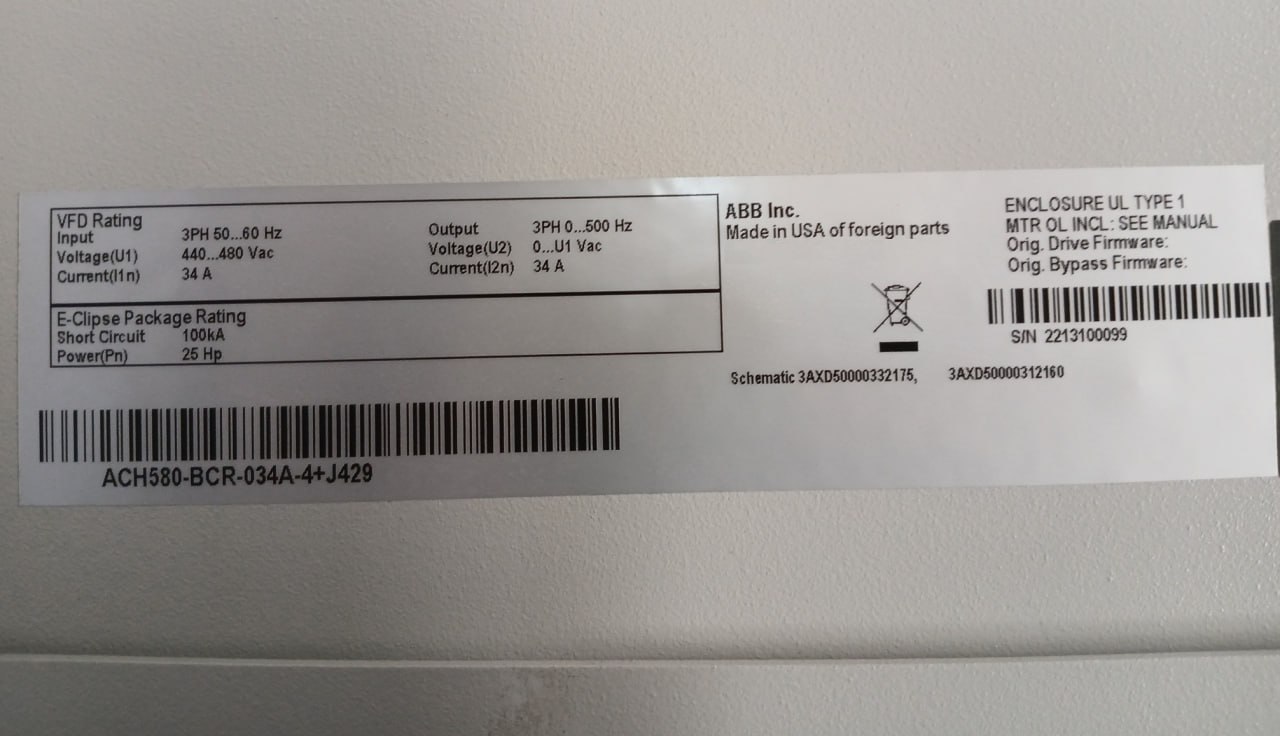 VFD Rating
Input 3PH 50...60 Hz Output 3PH 0...500 Hz
Voltage(U1) 440...480 Vac Voltage(U2) 0...U1 Vac
Current(I1n) 34 A Current(I2n) 34 A
E-Clipse Package Rating
Short Circuit 100kA
Power(Pn) 25 Hp
ACH580-BCR-034A-4+J429
ABB Inc.
Made in USA of foreign parts
Schematic 3AXD50000332175, 3AXD50000312160
ENCLOSURE UL TYPE 1
MTR OL INCL: SEE MANUAL
Orig. Drive Firmware:
Orig. Bypass Firmware:
S/N 2213100099